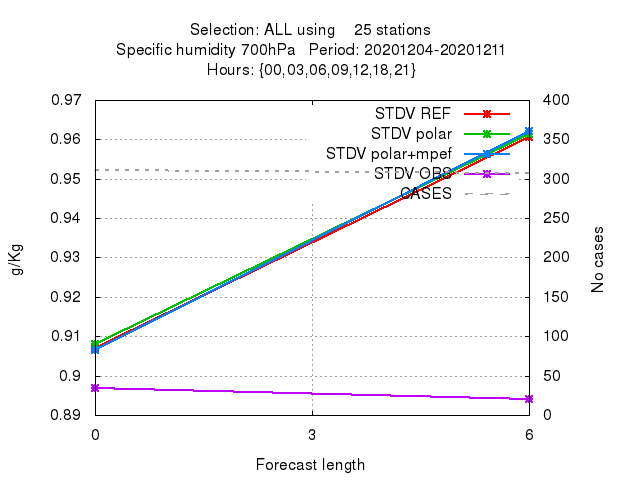 Selection: ALL using    25 stations
Specific humidity 700hPa   Period: 20201204-20201211
Hours: {00,03,06,09,12,18,21}
0.97
0.96
0.95
0.94
0.93
0.92
0.91
0.9
0.89
400
350
300
250
200
150
100
50
0
STDV REF
STDV polar
STDV polar+mpef
STDV OBS
CASES
g/Kg
No cases
0
3
6
Forecast length